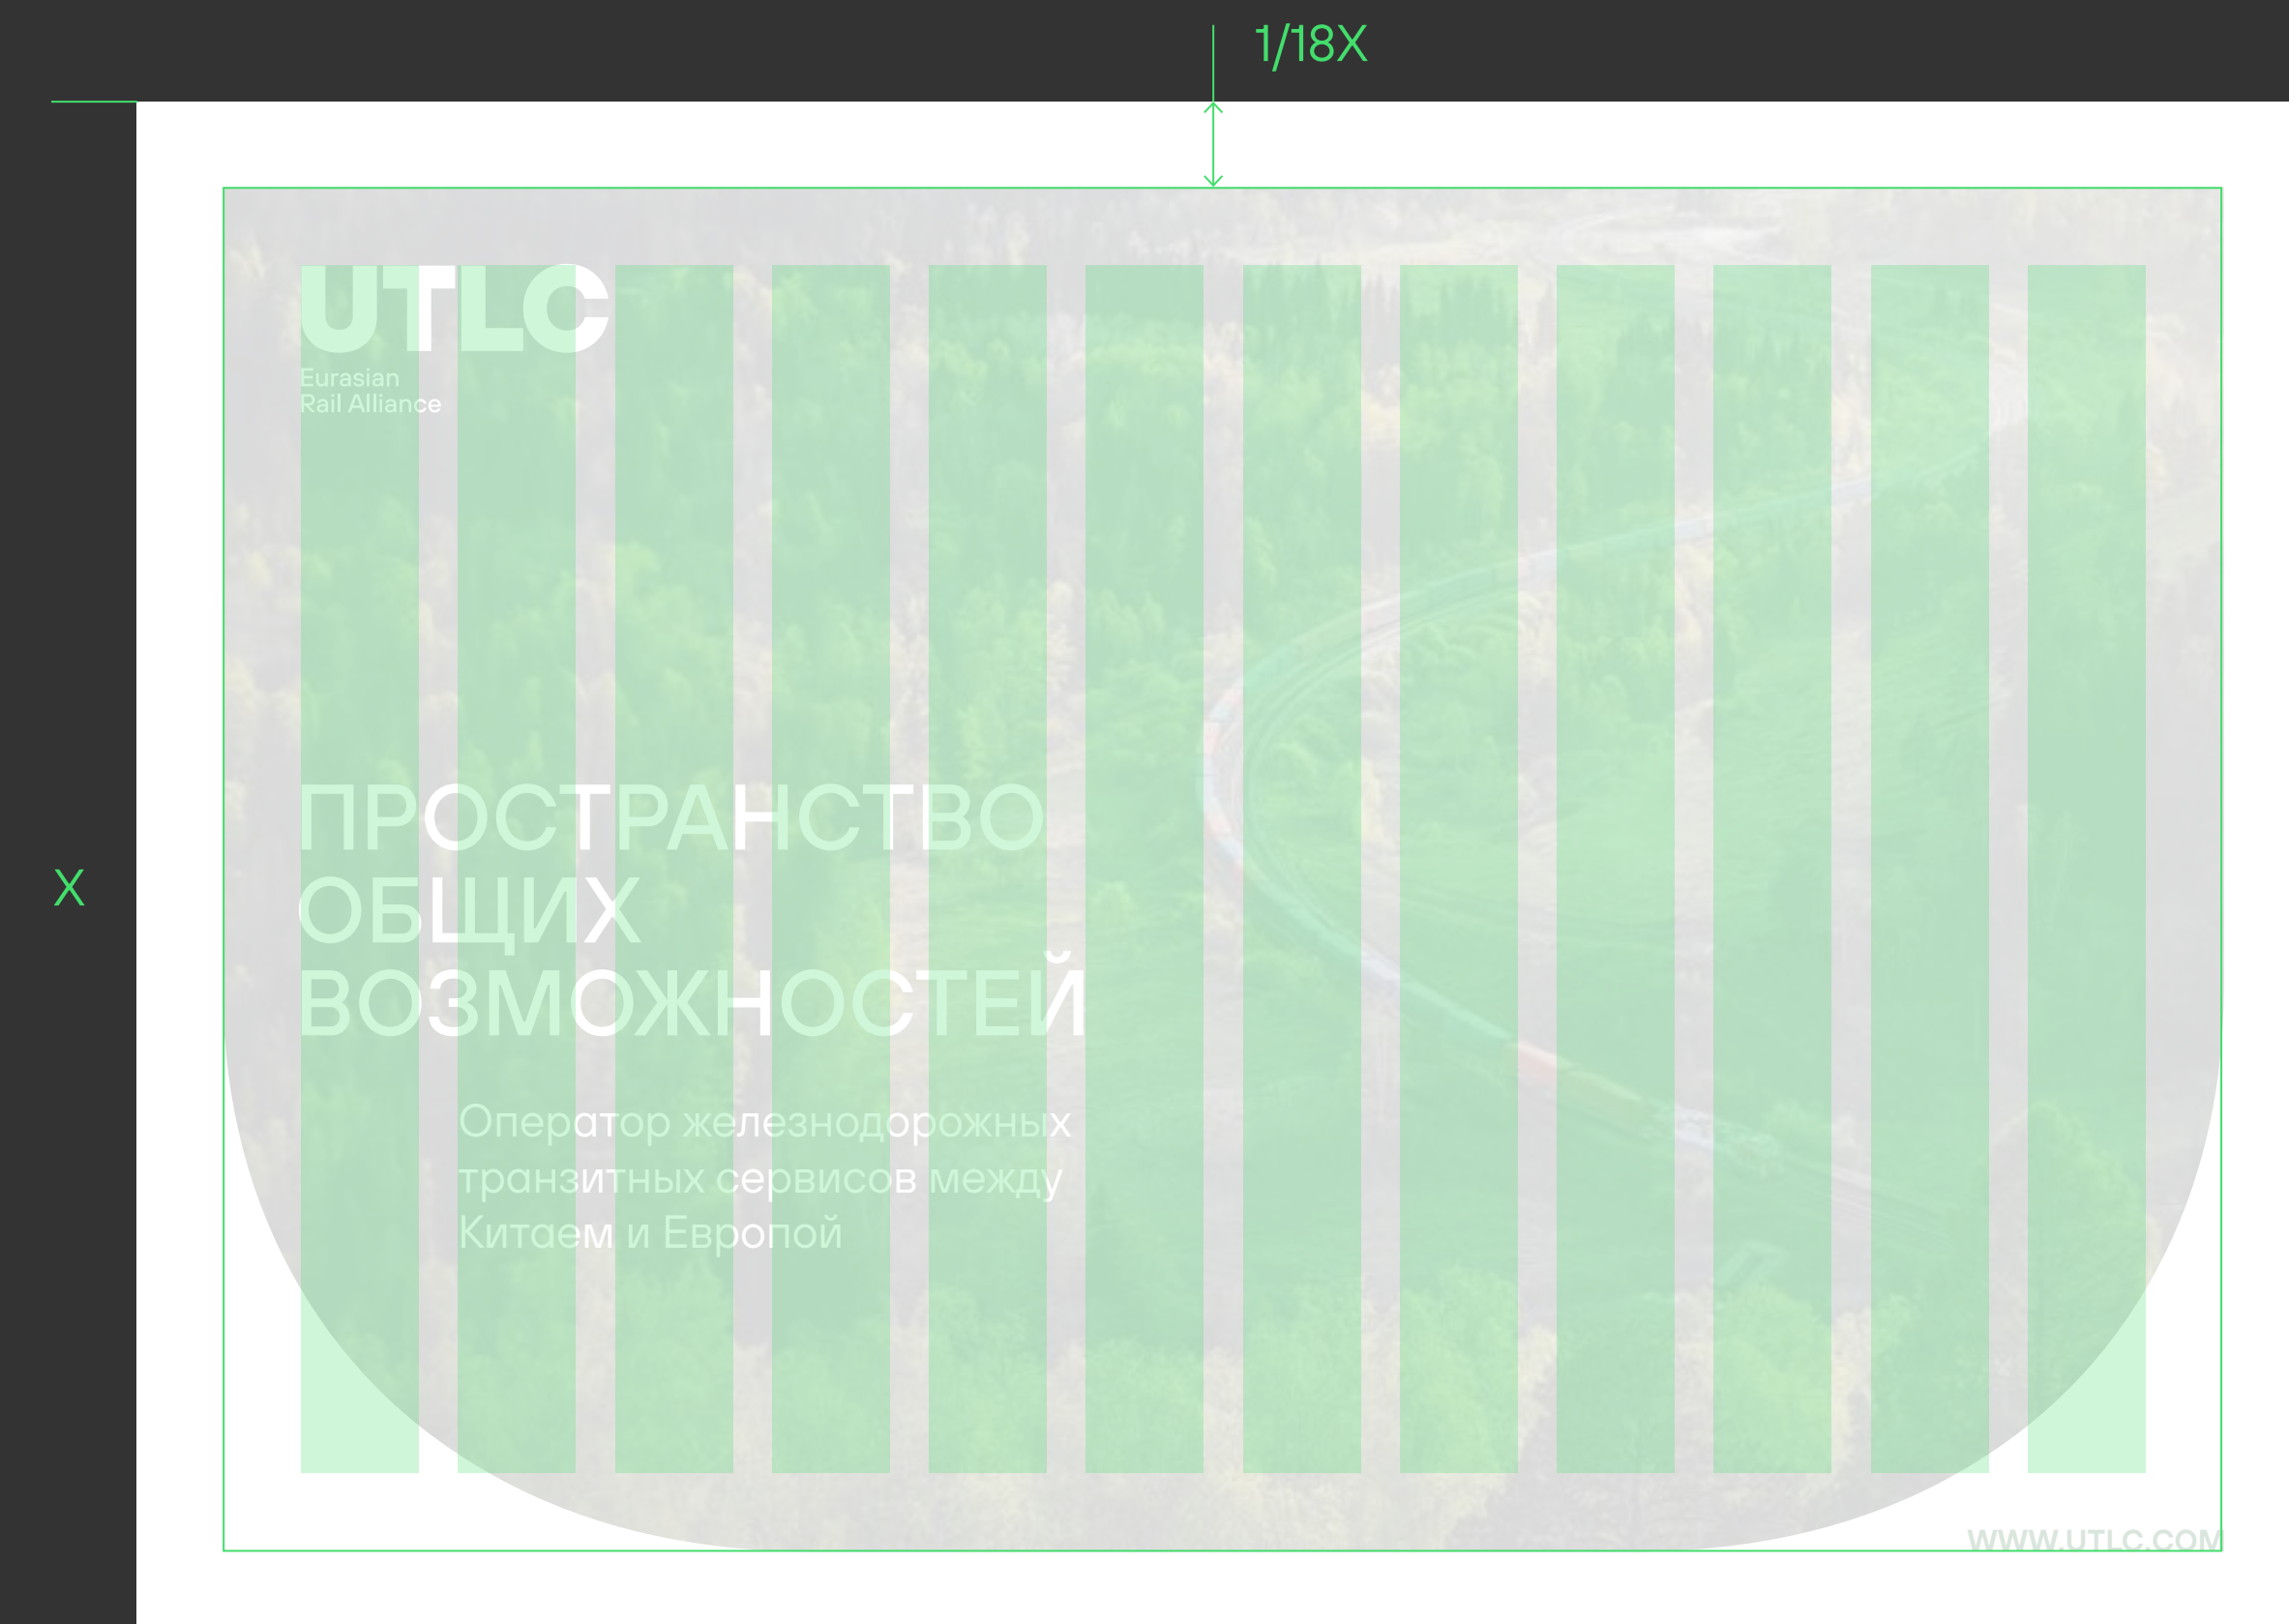 1/18X
UTLC
Eurasian
Rail Alliance
ПРОСТРАНСТВО
ОБЩИХ
ВОЗМОЖНОСТЕЙ
X
Оператор железнодорожных
транзитных сервисов между
Китаем и Европой
WWW.UTLC.COM